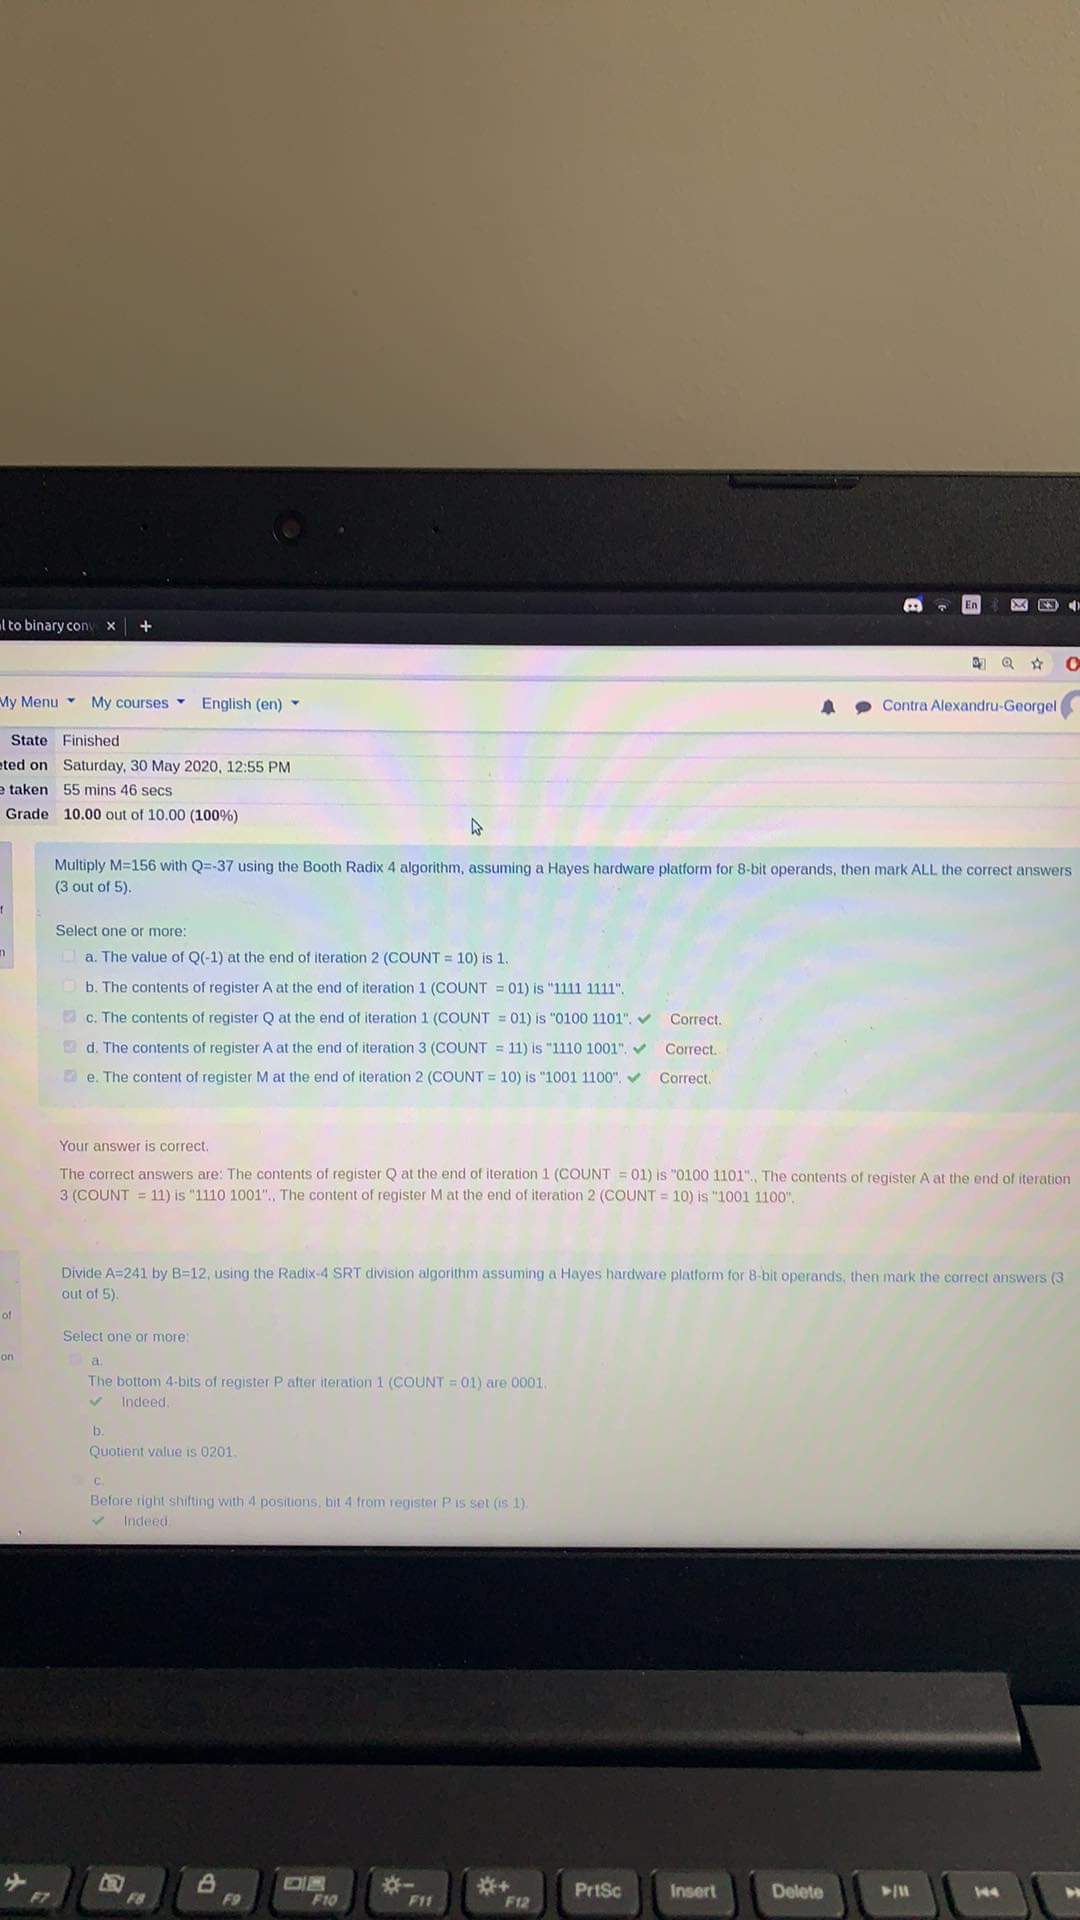 En
l to binary conv × +
My Menu My courses English (en) Contra Alexandru-Georgel
State Finished
eted on Saturday, 30 May 2020, 12:55 PM
e taken 55 mins 46 secs
Grade 10.00 out of 10.00 (100%)
Multiply M=156 with Q=-37 using the Booth Radix 4 algorithm, assuming a Hayes hardware platform for 8-bit operands, then mark ALL the correct answers
(3 out of 5).
Select one or more:
a. The value of Q(-1) at the end of iteration 2 (COUNT = 10) is 1.
b. The contents of register A at the end of iteration 1 (COUNT = 01) is "1111 1111".
c. The contents of register Q at the end of iteration 1 (COUNT = 01) is "0100 1101". ✔ Correct.
d. The contents of register A at the end of iteration 3 (COUNT = 11) is "1110 1001". ✔ Correct.
e. The content of register M at the end of iteration 2 (COUNT = 10) is "1001 1100". ✔ Correct.
Your answer is correct.
The correct answers are: The contents of register Q at the end of iteration 1 (COUNT = 01) is "0100 1101"., The contents of register A at the end of iteration
3 (COUNT = 11) is "1110 1001"., The content of register M at the end of iteration 2 (COUNT = 10) is "1001 1100".
Divide A=241 by B=12, using the Radix-4 SRT division algorithm assuming a Hayes hardware platform for 8-bit operands, then mark the correct answers (3
out of 5).
of
Select one or more:
on
a.
The bottom 4-bits of register P after iteration 1 (COUNT = 01) are 0001.
✔ Indeed.
b.
Quotient value is 0201.
c.
Before right shifting with 4 positions, bit 4 from register P is set (is 1).
✔ Indeed.
F7 F8 F9 F10 F11 F12 PrtSc Insert Delete